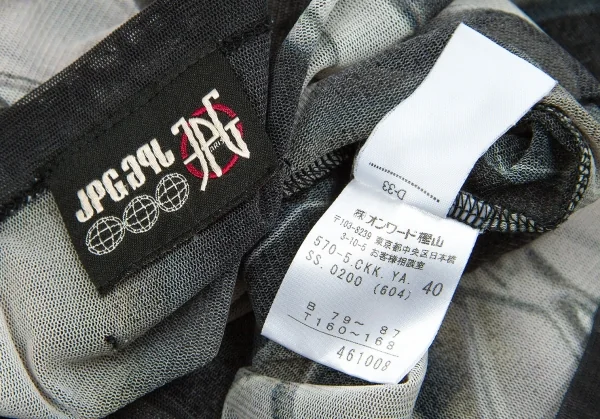 JPG
JPG
D-33
㈱オンワード樫山
〒103-8239 東京都中央区日本橋
3-10-5 お客様相談室
570-5.CKK.YA. 40
SS.0200 (604)
B 79〜 87
T160〜168
461008